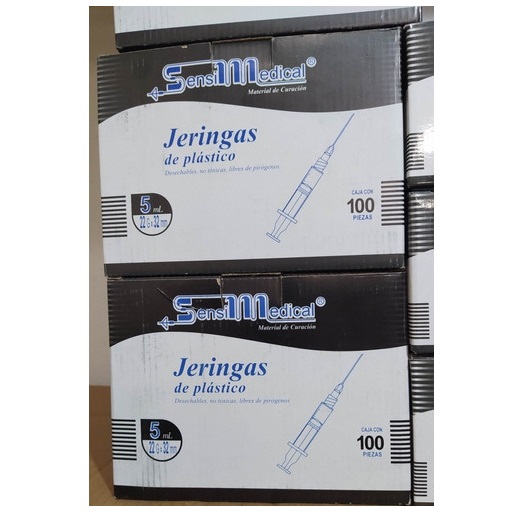 SensiMedical®
Material de Curación
Jeringas
de plástico
Desechables, no tóxicas, libres de pirógenos.
5 mL.
22 G x 32 mm
CAJA CON
100
PIEZAS
SensiMedical®
Material de Curación
Jeringas
de plástico
Desechables, no toxicas, libres de pirogenos.
5 mL.
22 G x 32 mm
CAJA CON
100
PIEZAS